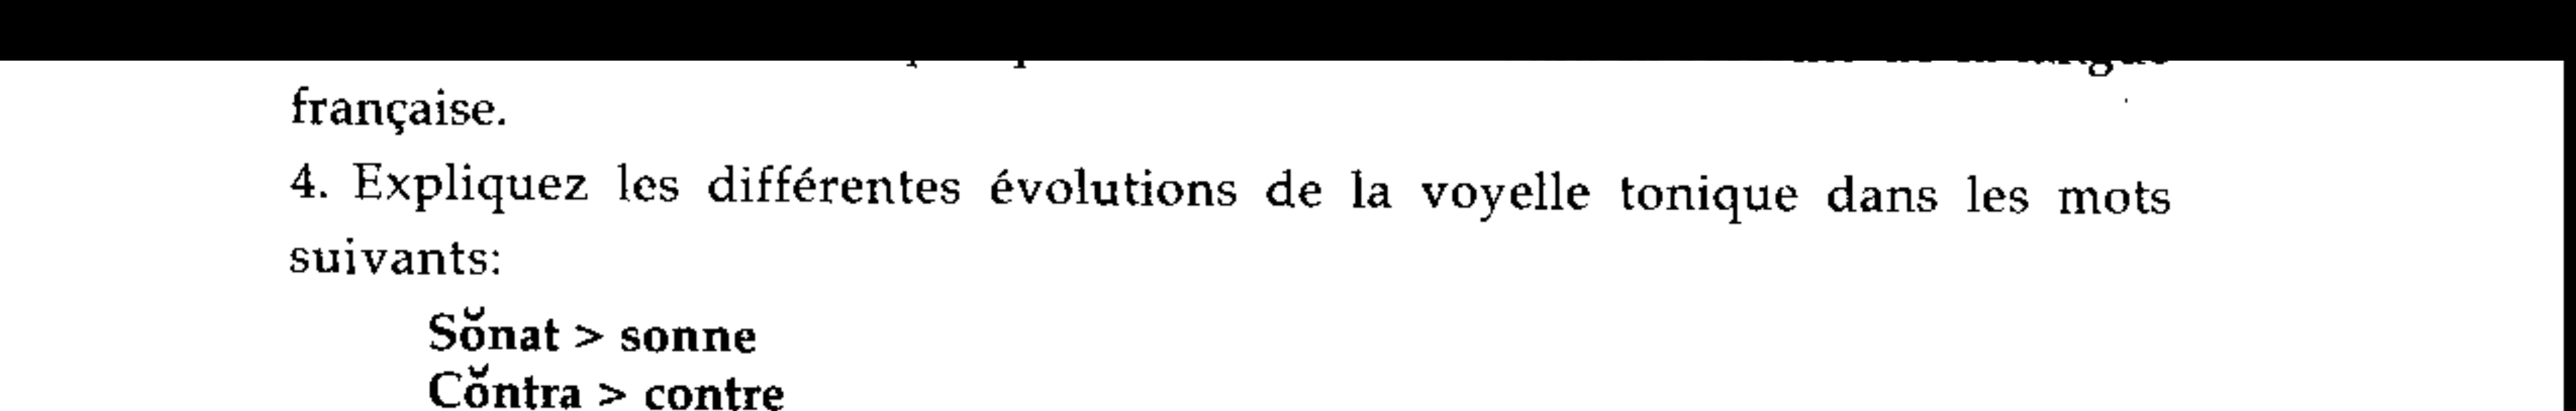 française.
4. Expliquez les différentes évolutions de la voyelle tonique dans les mots
suivants:
Sŏnat > sonne
Cŏntra > contre